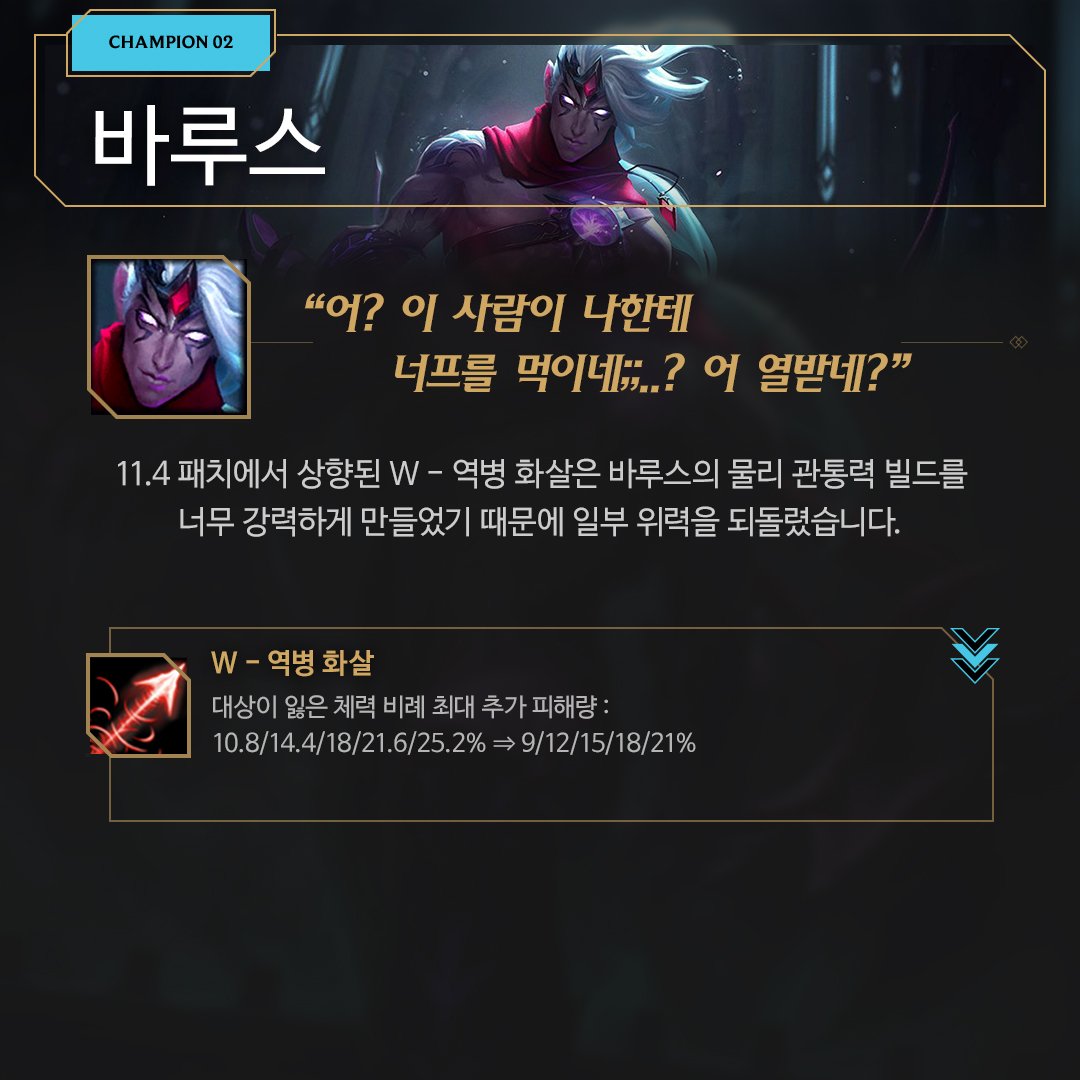 CHAMPION 02
바루스
“어? 이 사람이 나한테
너프를 먹이네;;..? 어 열받네?”
11.4 패치에서 상향된 W – 역병 화살은 바루스의 물리 관통력 빌드를
너무 강력하게 만들었기 때문에 일부 위력을 되돌렸습니다.
W – 역병 화살
대상이 잃은 체력 비례 최대 추가 피해량 :
10.8/14.4/18/21.6/25.2% ⇒ 9/12/15/18/21%